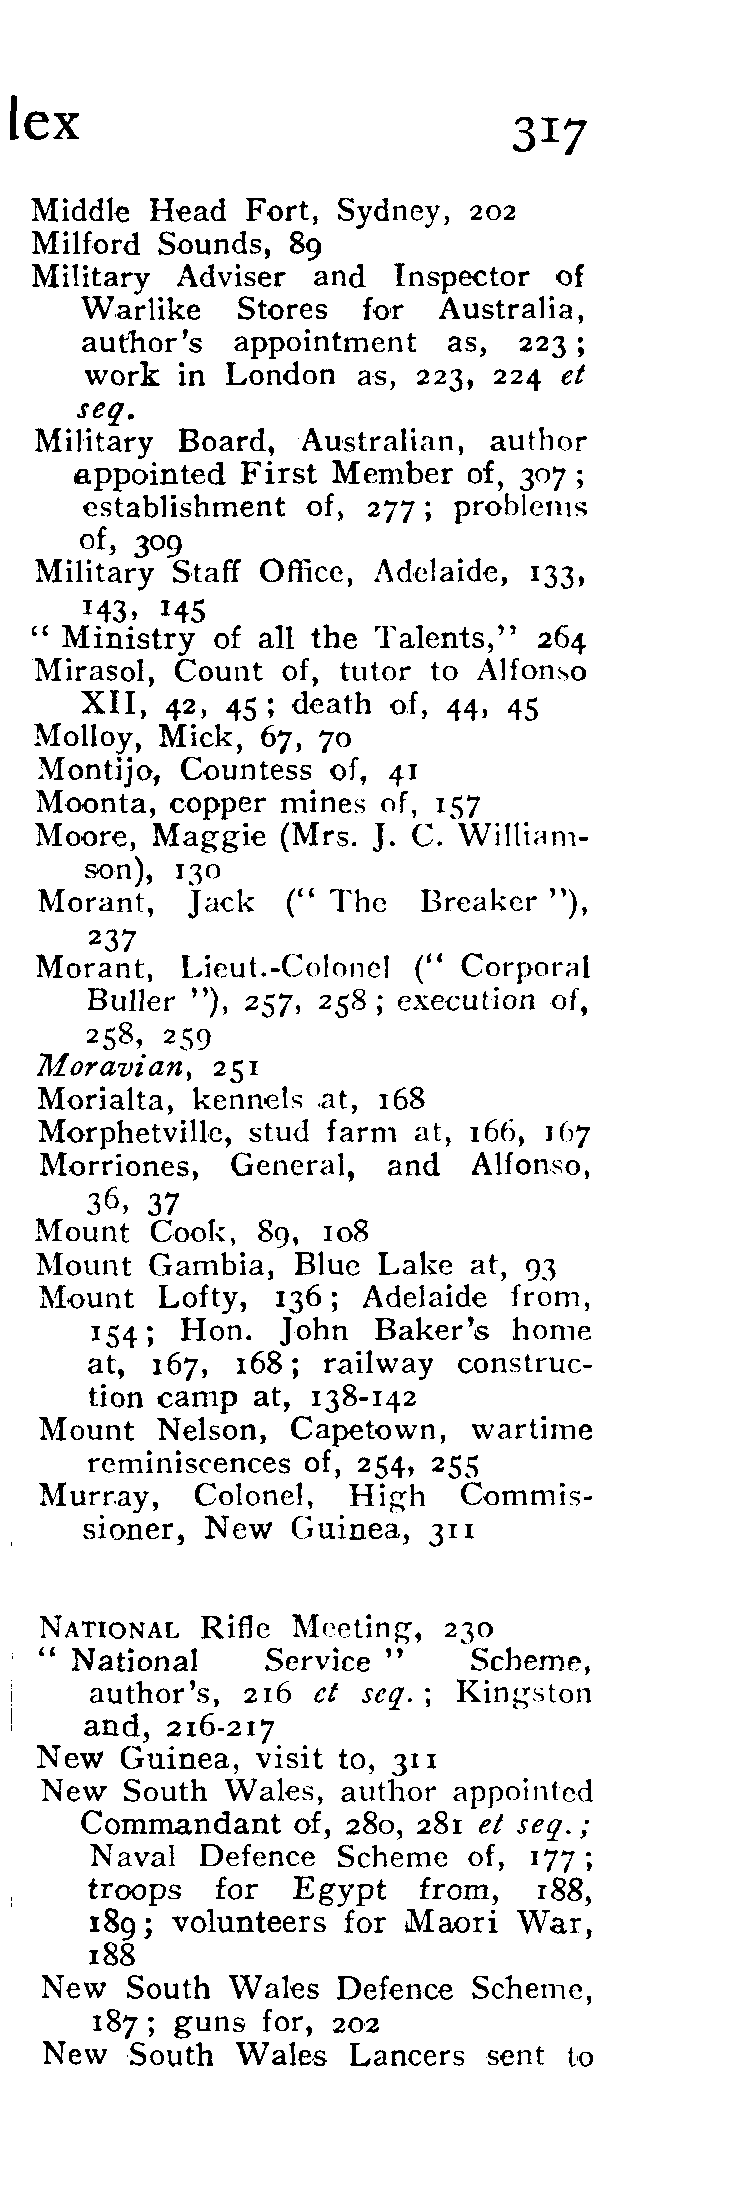 lex 317
Middle Head Fort, Sydney, 202
Milford Sounds, 89
Military Adviser and Inspector of
Warlike Stores for Australia,
author's appointment as, 223;
work in London as, 223, 224 et
seq.
Military Board, Australian, author
appointed First Member of, 307;
establishment of, 277; problems
of, 309
Military Staff Office, Adelaide, 133,
143, 145
" Ministry of all the Talents," 264
Mirasol, Count of, tutor to Alfonso
XII, 42, 45; death of, 44, 45
Molloy, Mick, 67, 70
Montijo, Countess of, 41
Moonta, copper mines of, 157
Moore, Maggie (Mrs. J. C. William-
son), 130
Morant, Jack (" The Breaker "),
237
Morant, Lieut.-Colonel (" Corporal
Buller "), 257, 258; execution of,
258, 259
Moravian, 251
Morialta, kennels at, 168
Morphetville, stud farm at, 166, 167
Morriones, General, and Alfonso,
36, 37
Mount Cook, 89, 108
Mount Gambia, Blue Lake at, 93
Mount Lofty, 136; Adelaide from,
154; Hon. John Baker's home
at, 167, 168; railway construc-
tion camp at, 138-142
Mount Nelson, Capetown, wartime
reminiscences of, 254, 255
Murray, Colonel, High Commis-
sioner, New Guinea, 311
NATIONAL Rifle Meeting, 230
" National Service " Scheme,
author's, 216 et seq.; Kingston
and, 216-217
New Guinea, visit to, 311
New South Wales, author appointed
Commandant of, 280, 281 et seq.;
Naval Defence Scheme of, 177;
troops for Egypt from, 188,
189; volunteers for Maori War,
188
New South Wales Defence Scheme,
187; guns for, 202
New South Wales Lancers sent to